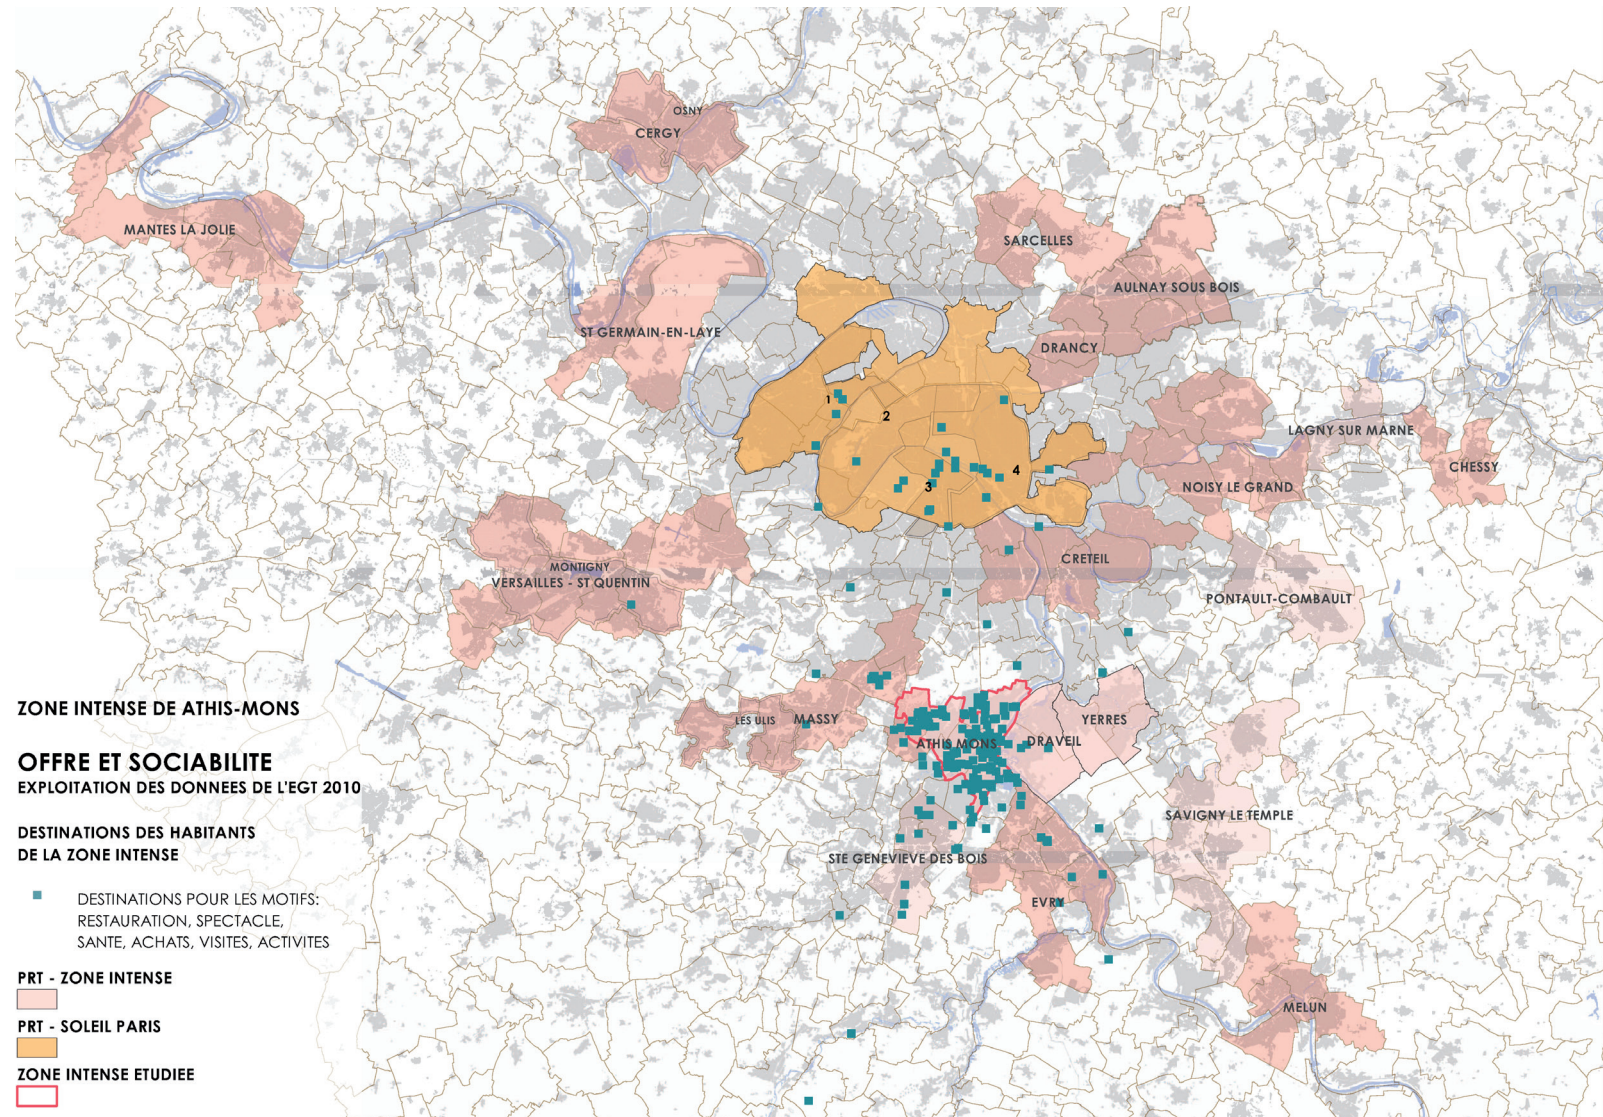 OSNY
CERGY
MANTES LA JOLIE
SARCELLES
AULNAY SOUS BOIS
ST GERMAIN-EN-LAYE
DRANCY
1
2
LAGNY SUR MARNE
CHESSY
4
3
NOISY LE GRAND
CRETEIL
MONTIGNY
VERSAILLES - ST QUENTIN
PONTAULT-COMBAULT
LES ULIS
MASSY
YERRES
ATHIS MONS
DRAVEIL
SAVIGNY LE TEMPLE
STE GENEVIEVE DES BOIS
EVRY
MELUN
ZONE INTENSE DE ATHIS-MONS
OFFRE ET SOCIABILITE
EXPLOITATION DES DONNEES DE L'EGT 2010
DESTINATIONS DES HABITANTS
DE LA ZONE INTENSE
DESTINATIONS POUR LES MOTIFS:
RESTAURATION, SPECTACLE,
SANTE, ACHATS, VISITES, ACTIVITES
PRT - ZONE INTENSE
PRT - SOLEIL PARIS
ZONE INTENSE ETUDIEE